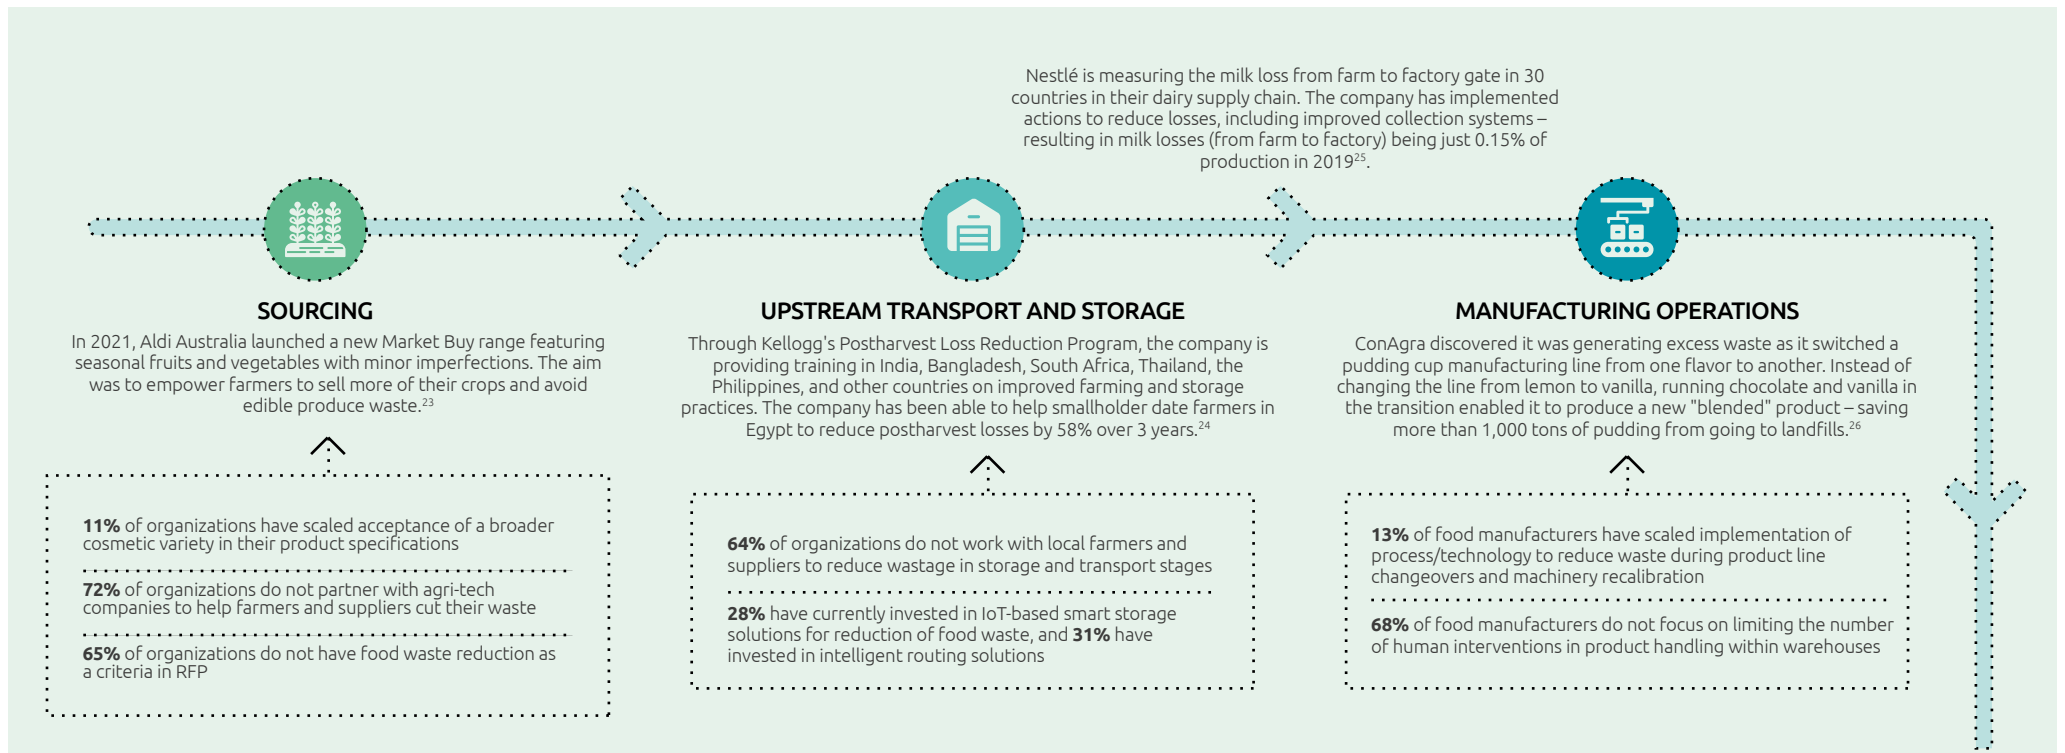 Nestlé is measuring the milk loss from farm to factory gate in 30
countries in their dairy supply chain. The company has implemented
actions to reduce losses, including improved collection systems –
resulting in milk losses (from farm to factory) being just 0.15% of
production in 2019²⁵.
SOURCING
In 2021, Aldi Australia launched a new Market Buy range featuring
seasonal fruits and vegetables with minor imperfections. The aim
was to empower farmers to sell more of their crops and avoid
edible produce waste.²³
11% of organizations have scaled acceptance of a broader
cosmetic variety in their product specifications
72% of organizations do not partner with agri-tech
companies to help farmers and suppliers cut their waste
65% of organizations do not have food waste reduction as
a criteria in RFP
UPSTREAM TRANSPORT AND STORAGE
Through Kellogg's Postharvest Loss Reduction Program, the company is
providing training in India, Bangladesh, South Africa, Thailand, the
Philippines, and other countries on improved farming and storage
practices. The company has been able to help smallholder date farmers in
Egypt to reduce postharvest losses by 58% over 3 years.²⁴
64% of organizations do not work with local farmers and
suppliers to reduce wastage in storage and transport stages
28% have currently invested in IoT-based smart storage
solutions for reduction of food waste, and 31% have
invested in intelligent routing solutions
MANUFACTURING OPERATIONS
ConAgra discovered it was generating excess waste as it switched a
pudding cup manufacturing line from one flavor to another. Instead of
changing the line from lemon to vanilla, running chocolate and vanilla in
the transition enabled it to produce a new "blended" product – saving
more than 1,000 tons of pudding from going to landfills.²⁶
13% of food manufacturers have scaled implementation of
process/technology to reduce waste during product line
changeovers and machinery recalibration
68% of food manufacturers do not focus on limiting the number
of human interventions in product handling within warehouses